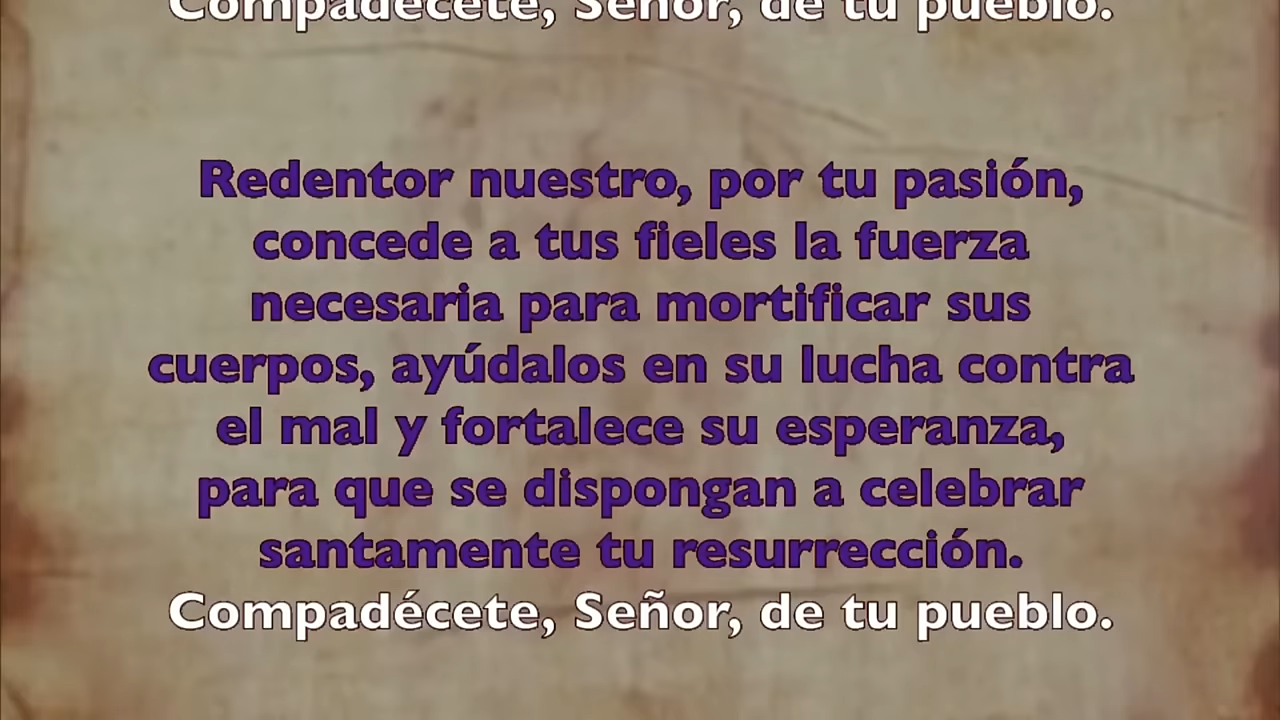 Compadécete, Señor, de tu pueblo.
Redentor nuestro, por tu pasión,
concede a tus fieles la fuerza
necesaria para mortificar sus
cuerpos, ayúdalos en su lucha contra
el mal y fortalece su esperanza,
para que se dispongan a celebrar
santamente tu resurrección.
Compadécete, Señor, de tu pueblo.